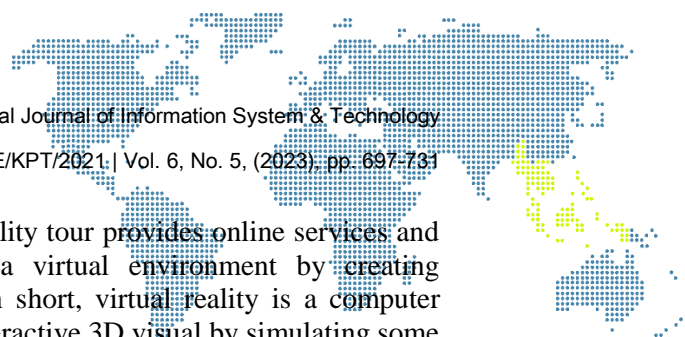 al Journal of Information System & Technology
E/KPT/2021 | Vol. 6, No. 5, (2023), pp. 697-731
lity tour provides online services and
a virtual environment by creating
n short, virtual reality is a computer
eractive 3D visual by simulating some